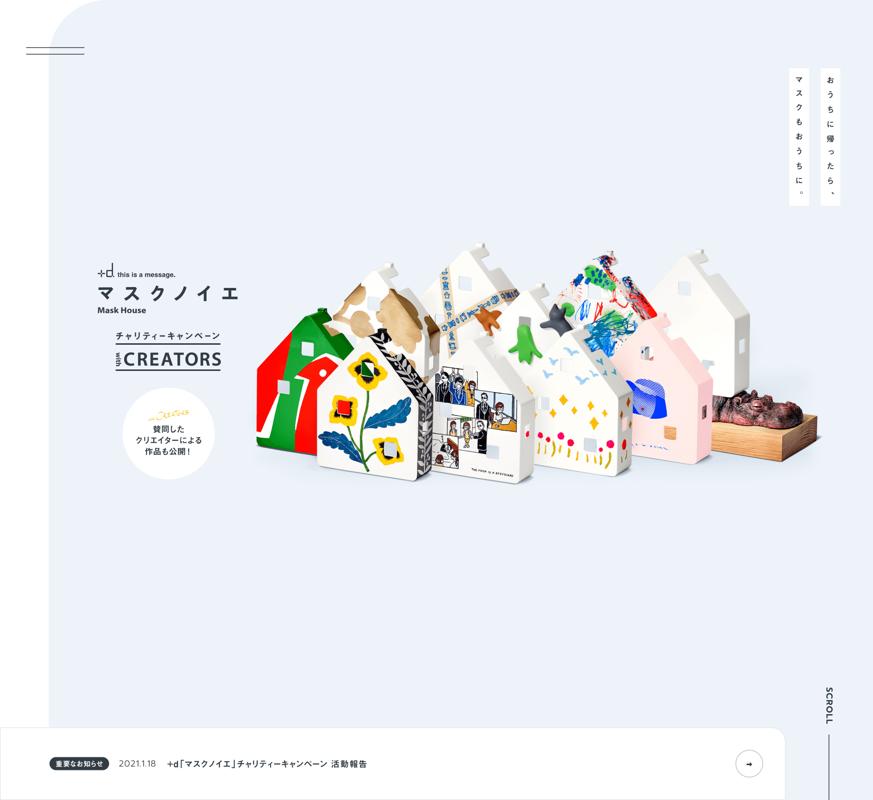 おうちに帰ったら、
マスクもおうちに。
+d this is a message.
マスクノイエ
Mask House
チャリティーキャンペーン
with CREATORS
賛同した
クリエイターによる
作品も公開!
SCROLL
重要なお知らせ 2021.1.18 +d「マスクノイエ」チャリティーキャンペーン 活動報告